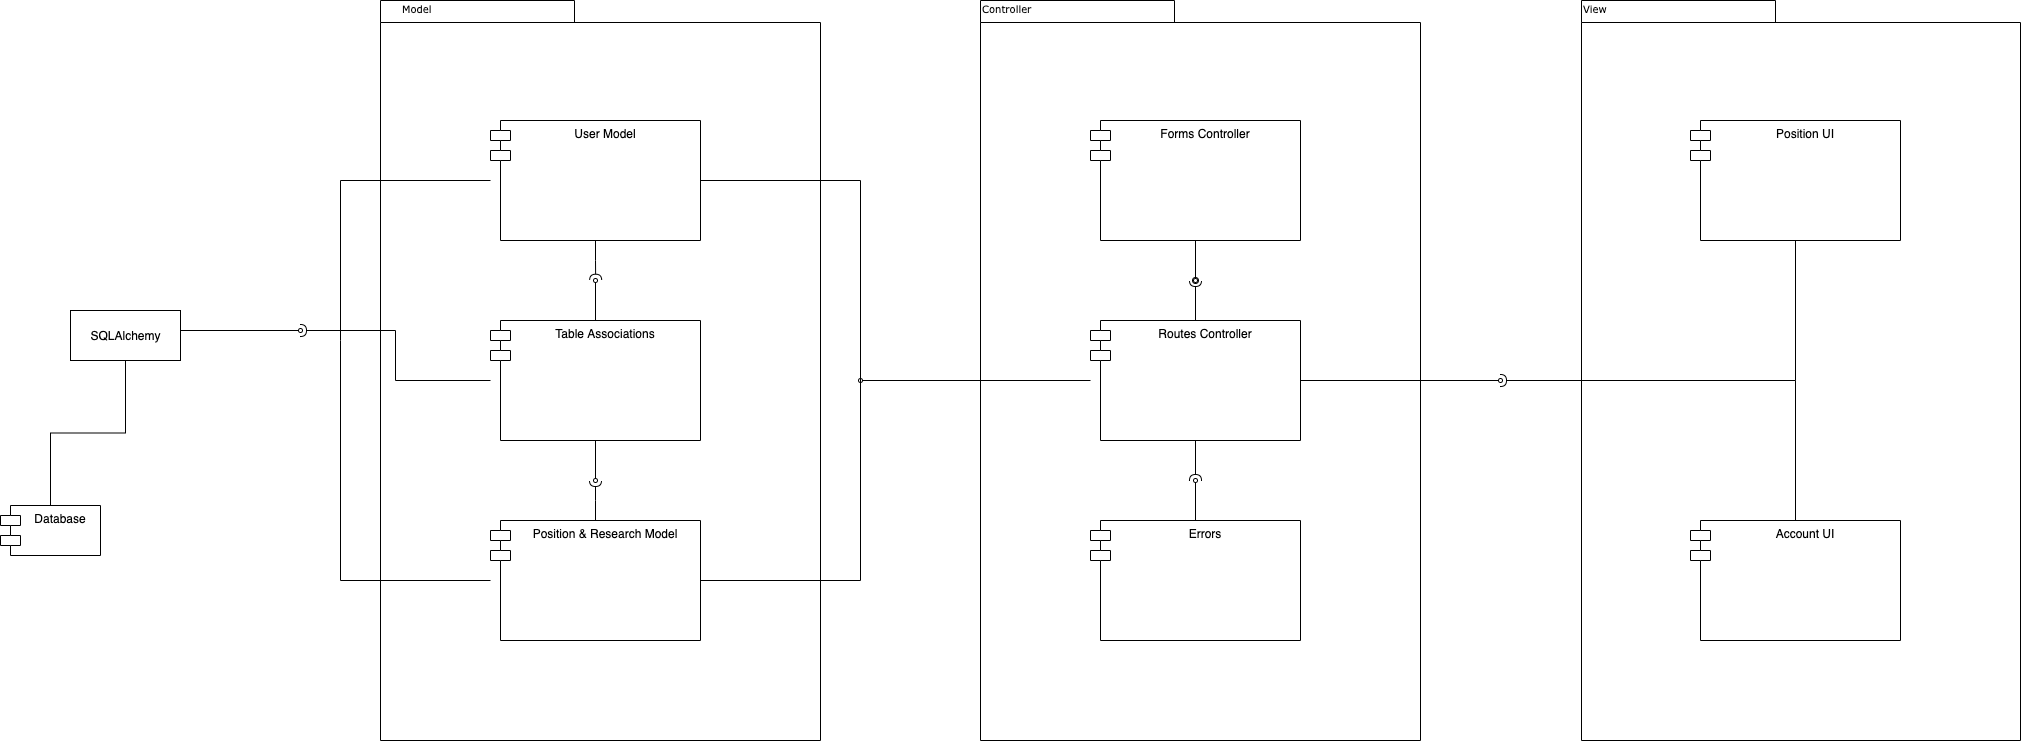 Model
Controller
View
User Model
Forms Controller
Position UI
SQLAlchemy
Table Associations
Routes Controller
Database
Position & Research Model
Errors
Account UI